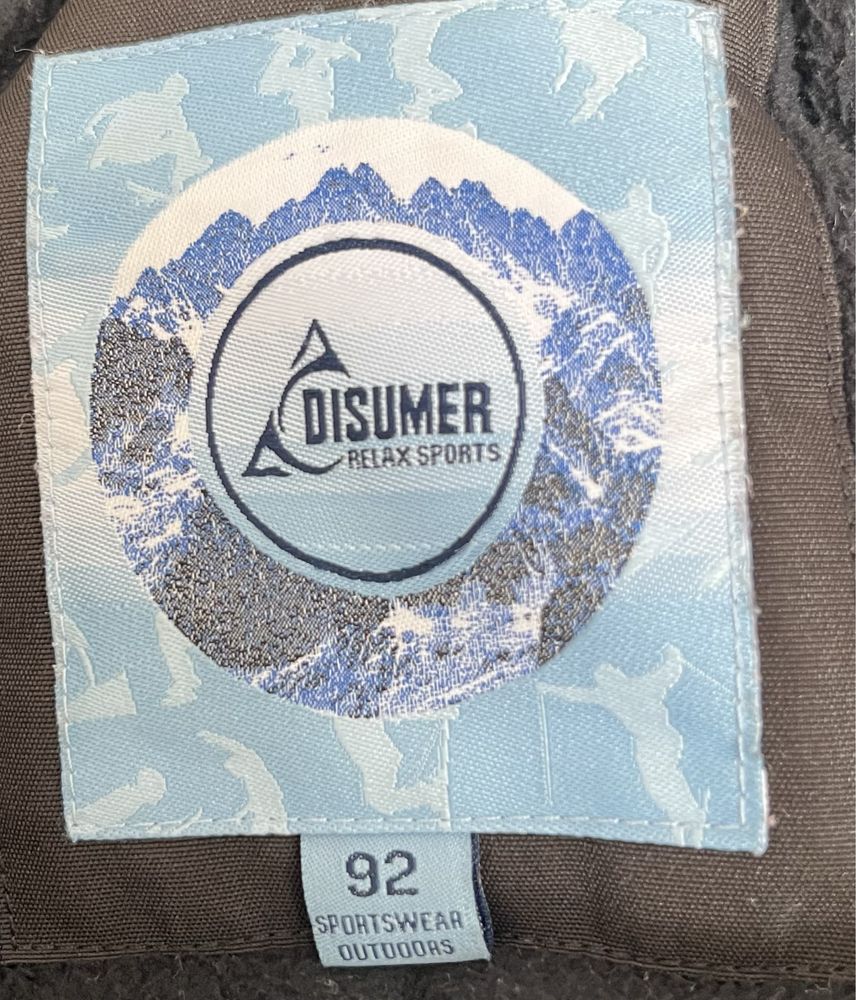 DISUMER
RELAX SPORTS
92
SPORTSWEAR
OUTDOORS